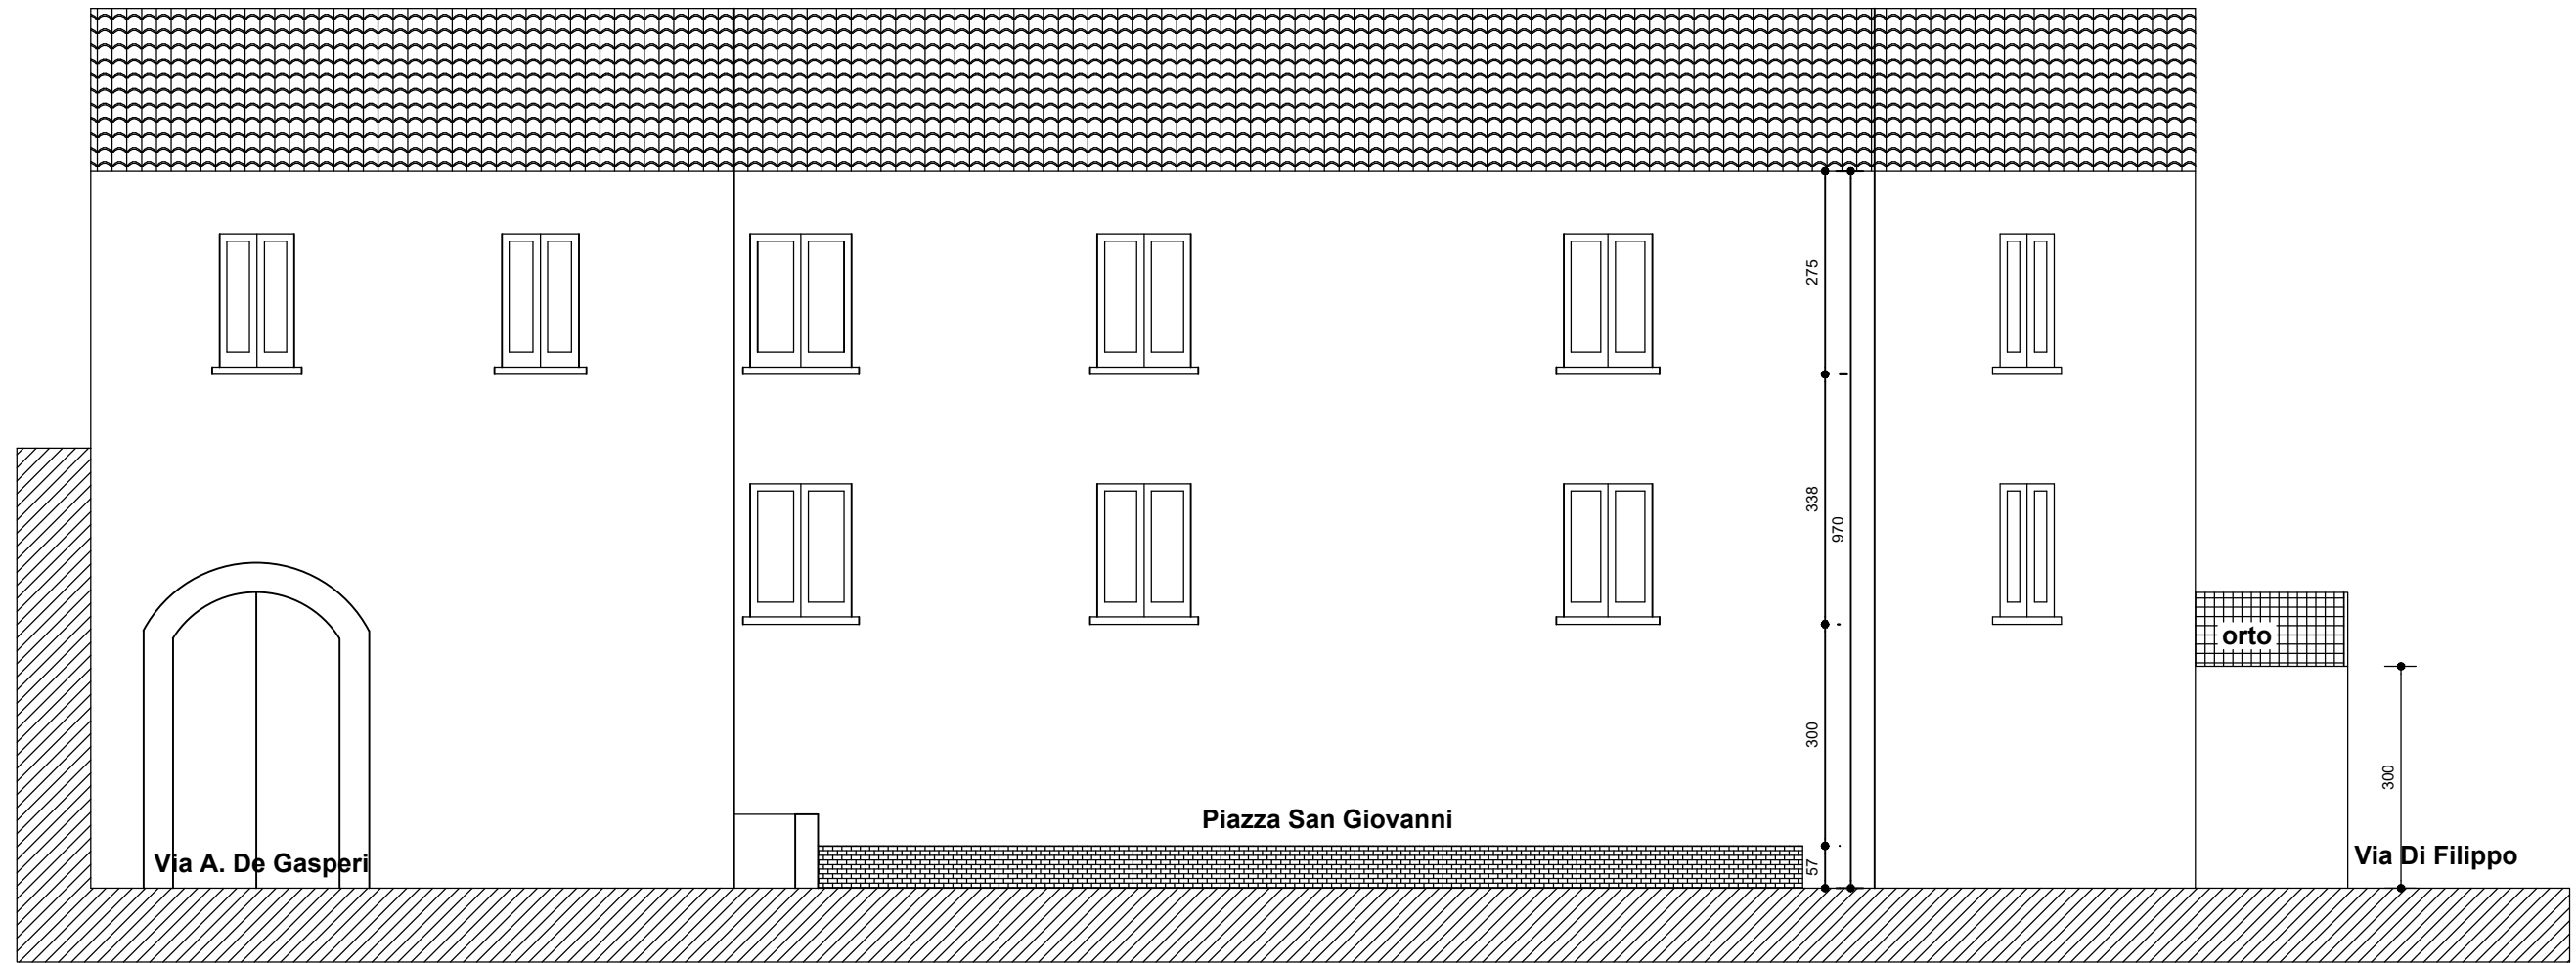 275
338
970
orto
300
300
Piazza San Giovanni
57
Via A. De Gasperi
Via Di Filippo